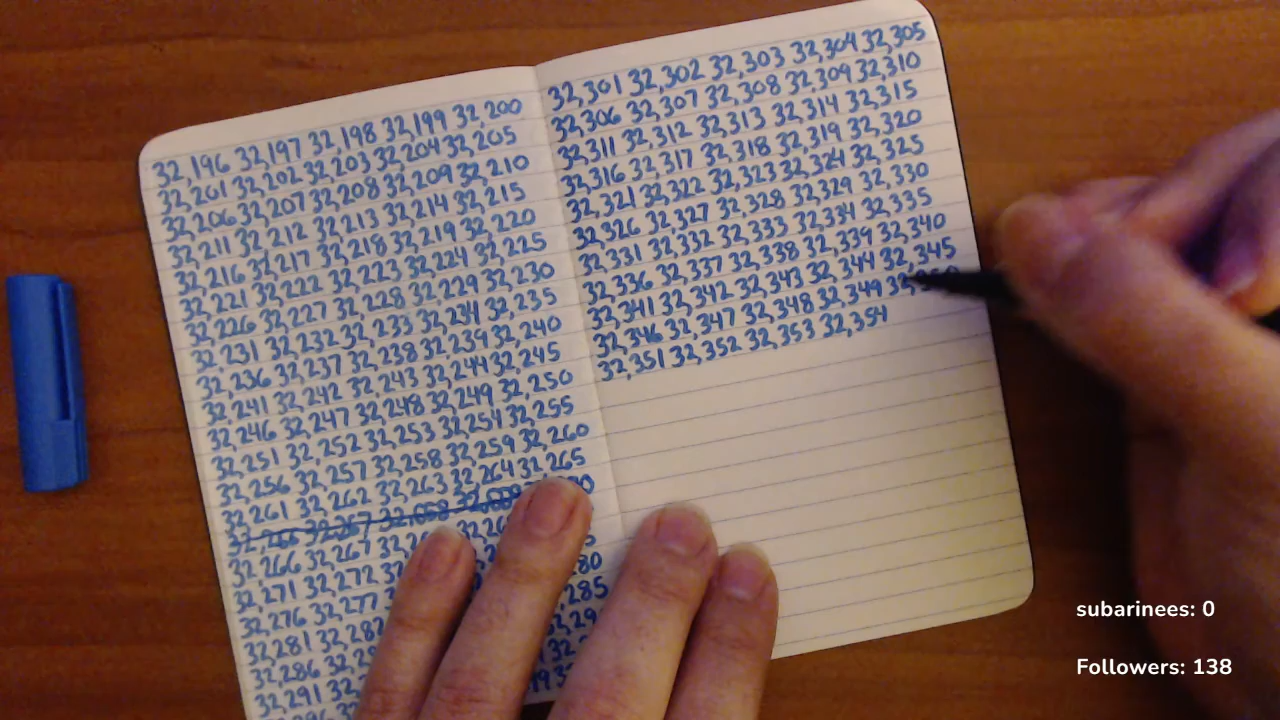 32,196 32,197 32,198 32,199 32,200
32,201 32,202 32,203 32,204 32,205
32,206 32,207 32,208 32,209 32,210
32,211 32,212 32,213 32,214 32,215
32,216 32,217 32,218 32,219 32,220
32,221 32,222 32,223 32,224 32,225
32,226 32,227 32,228 32,229 32,230
32,231 32,232 32,233 32,234 32,235
32,236 32,237 32,238 32,239 32,240
32,241 32,242 32,243 32,244 32,245
32,246 32,247 32,248 32,249 32,250
32,251 32,252 32,253 32,254 32,255
32,256 32,257 32,258 32,259 32,260
32,261 32,262 32,263 32,264 32,265
32,266 32,267
32,266 32,267
32,271 32,272
32,276 32,277
32,281 32,282
32,286
32,291
32,301 32,302 32,303 32,304 32,305
32,306 32,307 32,308 32,309 32,310
32,311 32,312 32,313 32,314 32,315
32,316 32,317 32,318 32,319 32,320
32,321 32,322 32,323 32,324 32,325
32,326 32,327 32,328 32,329 32,330
32,331 32,332 32,333 32,334 32,335
32,336 32,337 32,338 32,339 32,340
32,341 32,342 32,343 32,344 32,345
32,346 32,347 32,348 32,349
32,351 32,352 32,353 32,354
subarinees: 0
Followers: 138